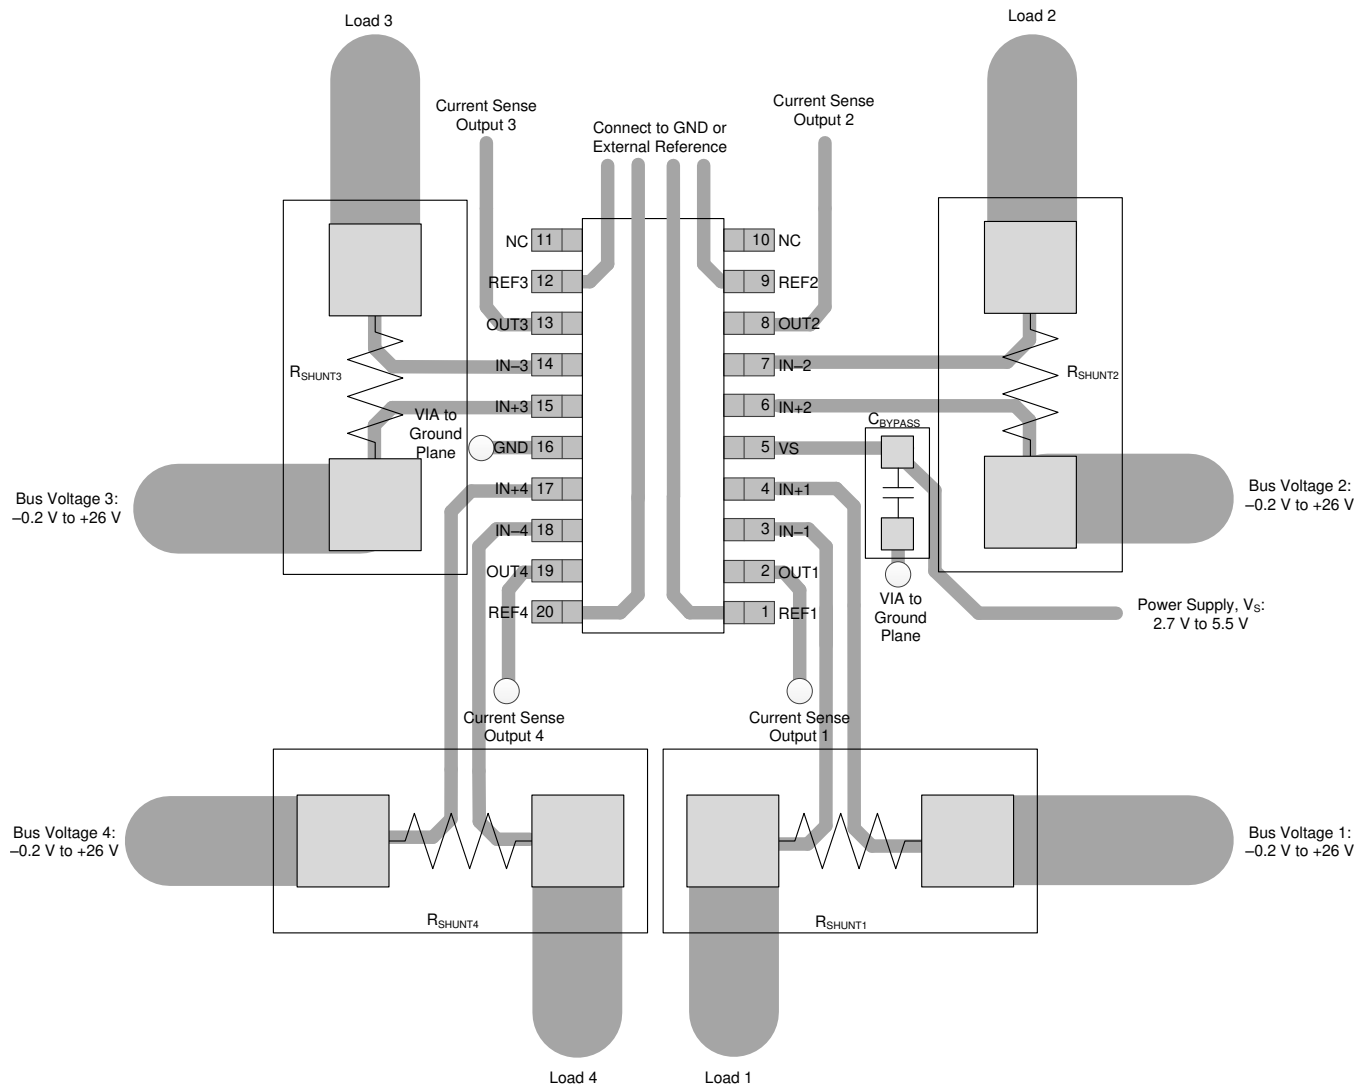 Load 3
Load 2
Current Sense
Output 3
Connect to GND or
External Reference
Current Sense
Output 2
NC 11
10 NC
REF3 12
9 REF2
OUT3 13
8 OUT2
IN–3 14
7 IN–2
IN+3 15
6 IN+2
GND 16
5 VS
IN+4 17
4 IN+1
IN–4 18
3 IN–1
OUT4 19
2 OUT1
REF4 20
1 REF1
RSHUNT3
RSHUNT2
VIA to
Ground
Plane
CBYPASS
Bus Voltage 3:
–0.2 V to +26 V
Bus Voltage 2:
–0.2 V to +26 V
VIA to
Ground
Plane
Power Supply, VS:
2.7 V to 5.5 V
Current Sense
Output 4
Current Sense
Output 1
Bus Voltage 4:
–0.2 V to +26 V
Bus Voltage 1:
–0.2 V to +26 V
RSHUNT4
RSHUNT1
Load 4
Load 1